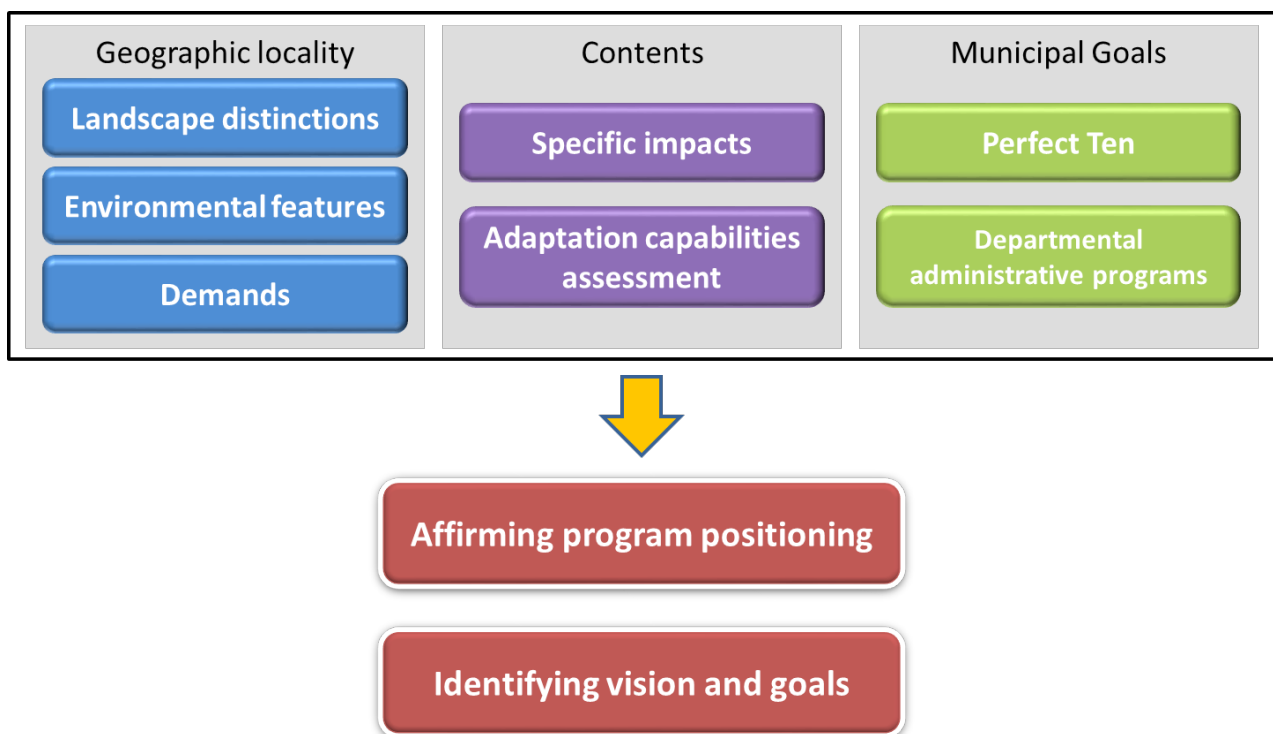 Geographic locality
Landscape distinctions
Environmental features
Demands
Contents
Specific impacts
Adaptation capabilities
assessment
Municipal Goals
Perfect Ten
Departmental
administrative programs
Affirming program positioning
Identifying vision and goals